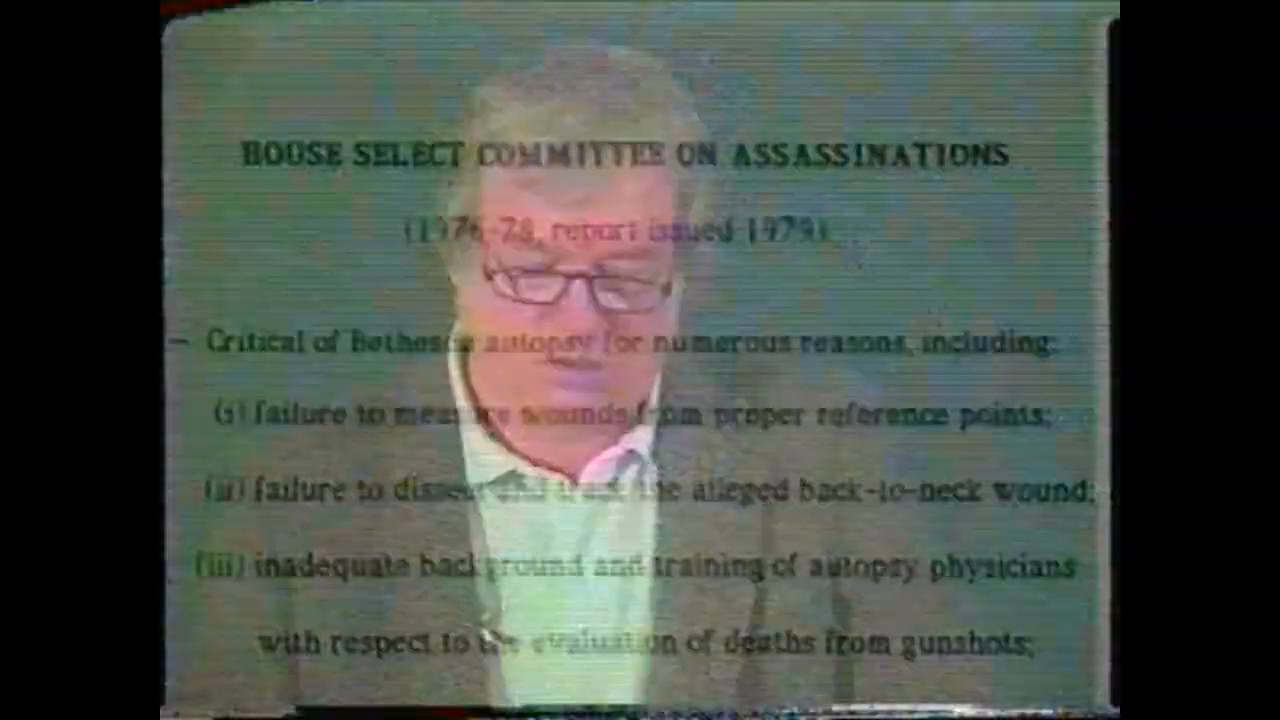 HOUSE SELECT COMMITTEE ON ASSASSINATIONS
(1976-78, report issued 1979)
- Critical of Bethesda autopsy for numerous reasons, including:
(i) failure to measure wounds from proper reference points;
(ii) failure to dissect and track the alleged back-to-neck wound;
(iii) inadequate background and training of autopsy physicians
with respect to the evaluation of deaths from gunshots;